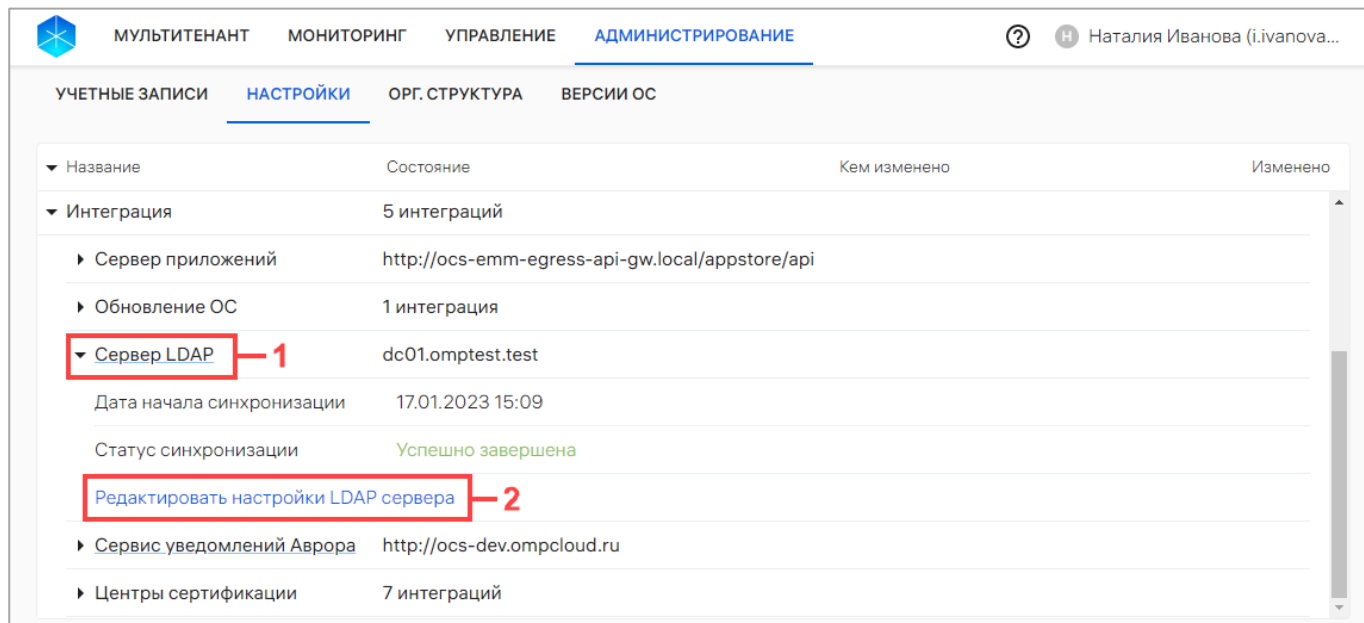 МУЛЬТИТЕНАНТ МОНИТОРИНГ УПРАВЛЕНИЕ АДМИНИСТРИРОВАНИЕ ? Н Наталия Иванова (i.ivanova...
УЧЕТНЫЕ ЗАПИСИ НАСТРОЙКИ ОРГ. СТРУКТУРА ВЕРСИИ ОС
Название Состояние Кем изменено Изменено
Интеграция 5 интеграций
Сервер приложений http://ocs-emm-egress-api-gw.local/appstore/api
Обновление ОС 1 интеграция
Сервер LDAP 1 dc01.omptest.test
Дата начала синхронизации 17.01.2023 15:09
Статус синхронизации Успешно завершена
Редактировать настройки LDAP сервера 2
Сервис уведомлений Аврора http://ocs-dev.ompcloud.ru
Центры сертификации 7 интеграций